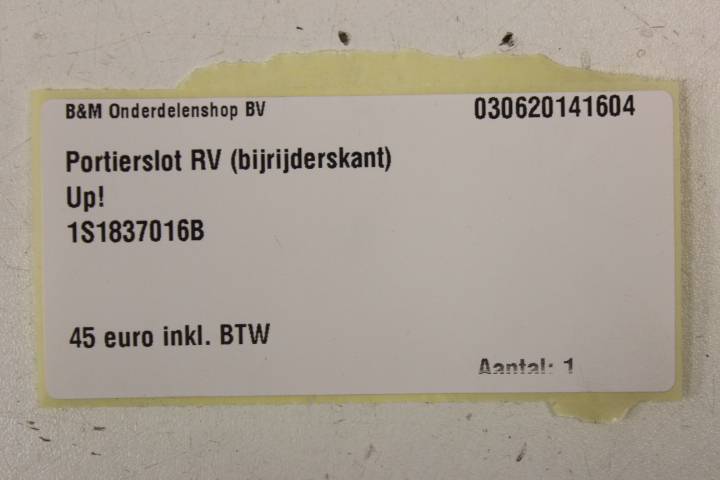 B&M Onderdelenshop BV 030620141604
Portierslot RV (bijrijderskant)
Up!
1S1837016B
45 euro inkl. BTW
Aantal: 1